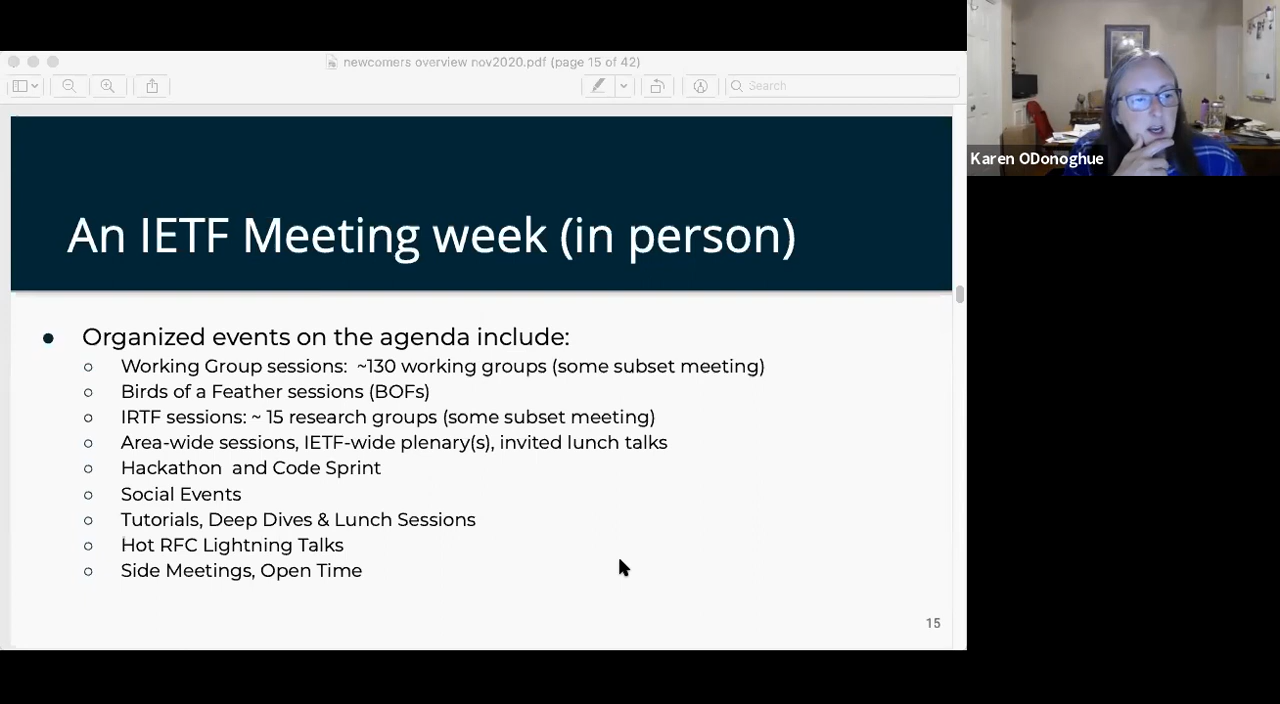 newcomers overview nov2020.pdf (page 15 of 42)
Search
Karen ODonoghue
An IETF Meeting week (in person)
Organized events on the agenda include:
Working Group sessions: ~130 working groups (some subset meeting)
Birds of a Feather sessions (BOFs)
IRTF sessions: ~ 15 research groups (some subset meeting)
Area-wide sessions, IETF-wide plenary(s), invited lunch talks
Hackathon and Code Sprint
Social Events
Tutorials, Deep Dives & Lunch Sessions
Hot RFC Lightning Talks
Side Meetings, Open Time
15